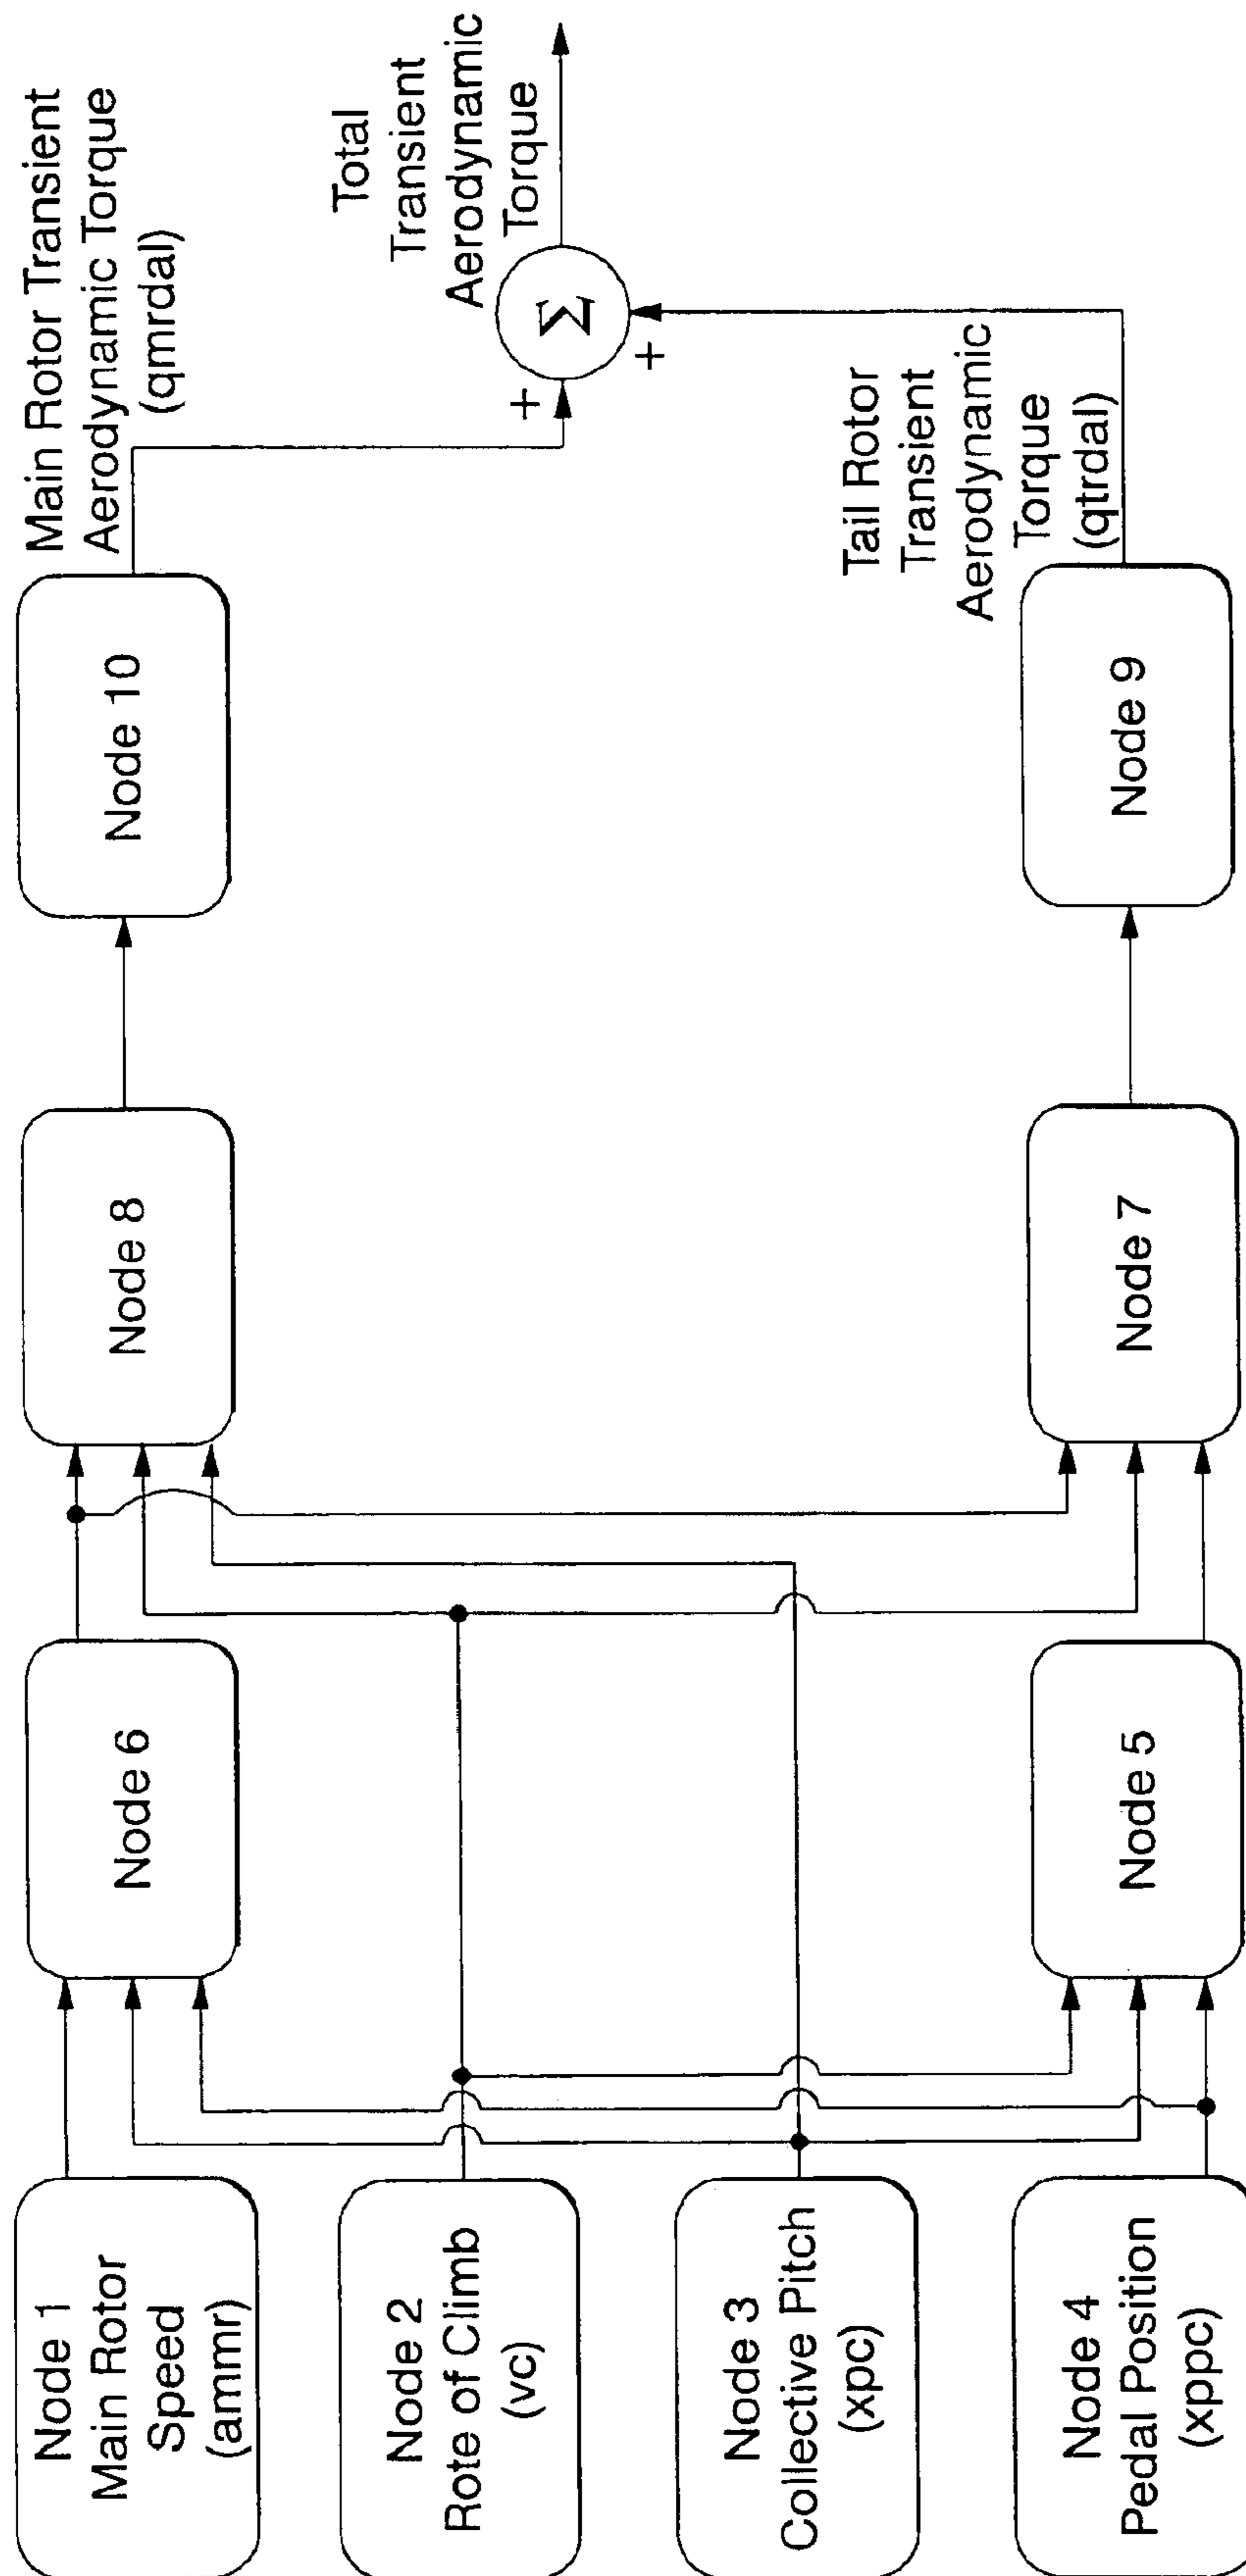 Node 1
Main Rotor
Speed
(ammr)
Node 2
Rote of Climb
(vc)
Node 3
Collective Pitch
(xpc)
Node 4
Pedal Position
(xppc)
Node 6
Node 5
Node 8
Node 7
Node 10
Node 9
Main Rotor Transient
Aerodynamic Torque
(qmrdal)
Tail Rotor
Transient
Aerodynamic
Torque
(qtrdal)
+
+
Σ
Total
Transient
Aerodynamic
Torque